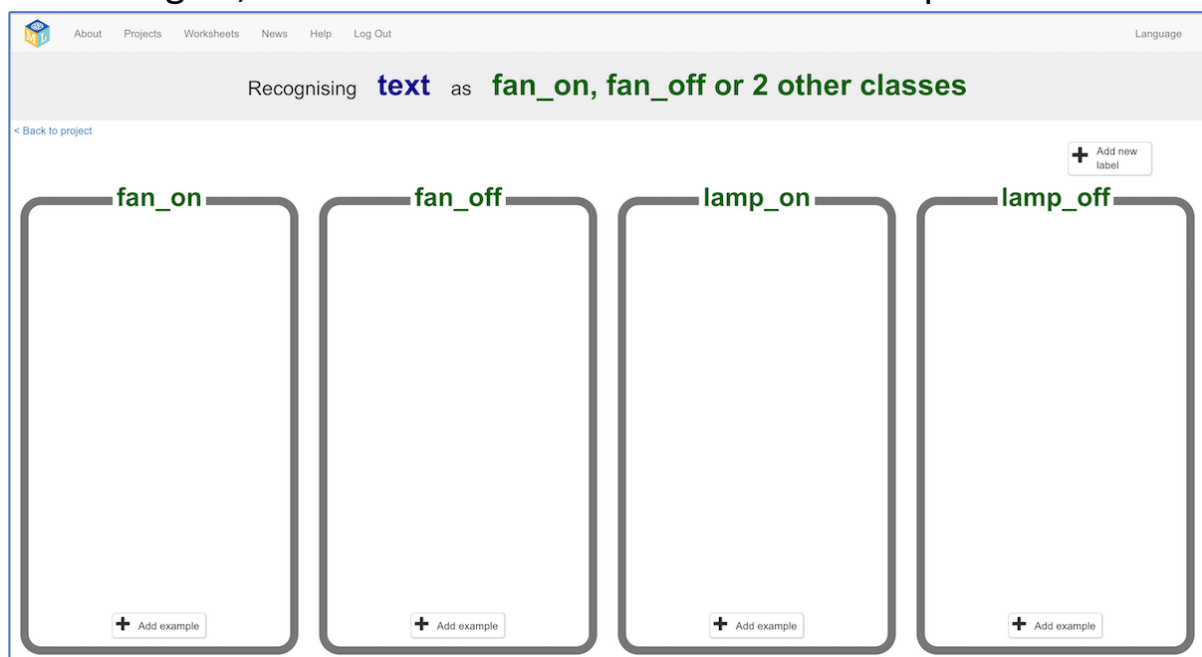 About Projects Worksheets News Help Log Out Language
Recognising text as fan_on, fan_off or 2 other classes
< Back to project
Add new
label
fan_on fan_off lamp_on lamp_off
Add example Add example Add example Add example